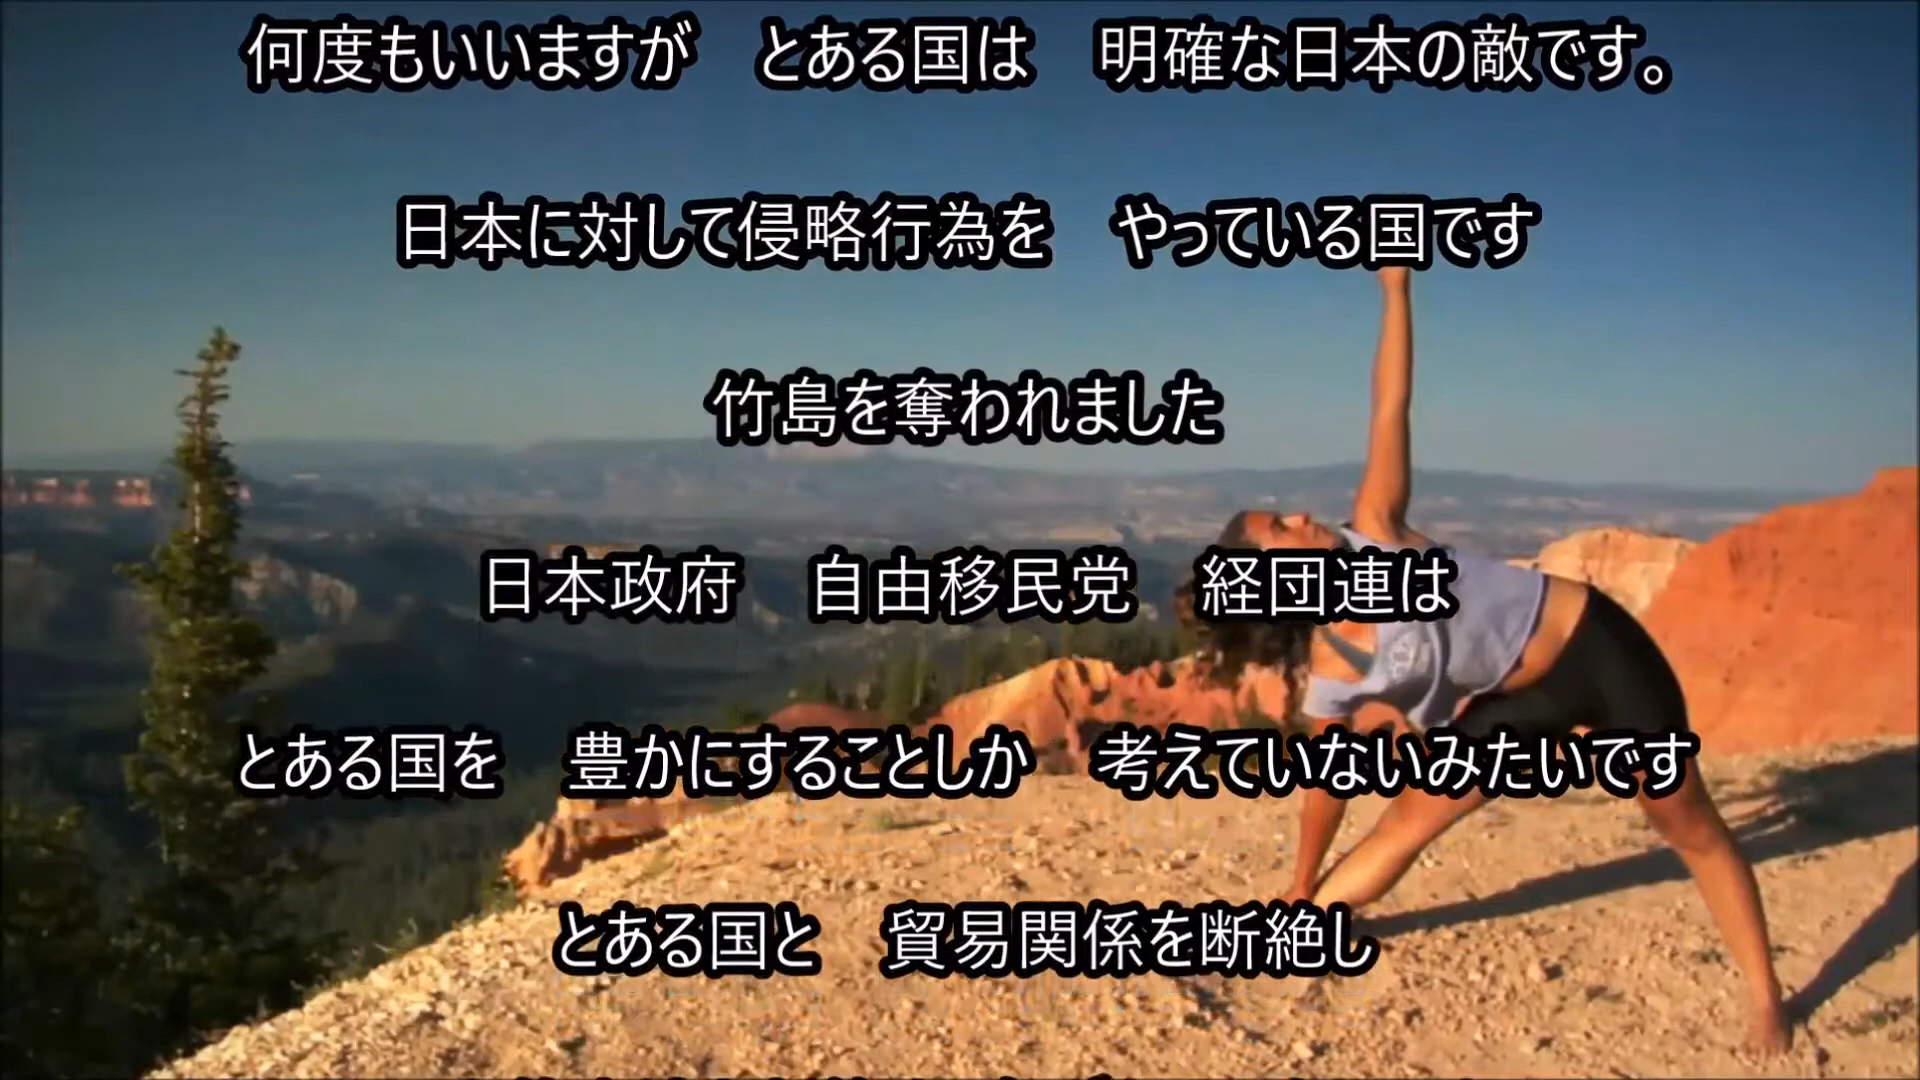 何度もいいますが　とある国は　明確な日本の敵です。
日本に対して侵略行為を　やっている国です
竹島を奪われました
日本政府　自由移民党　経団連は
とある国を　豊かにすることしか　考えていないみたいです
とある国と　貿易関係を断絶し